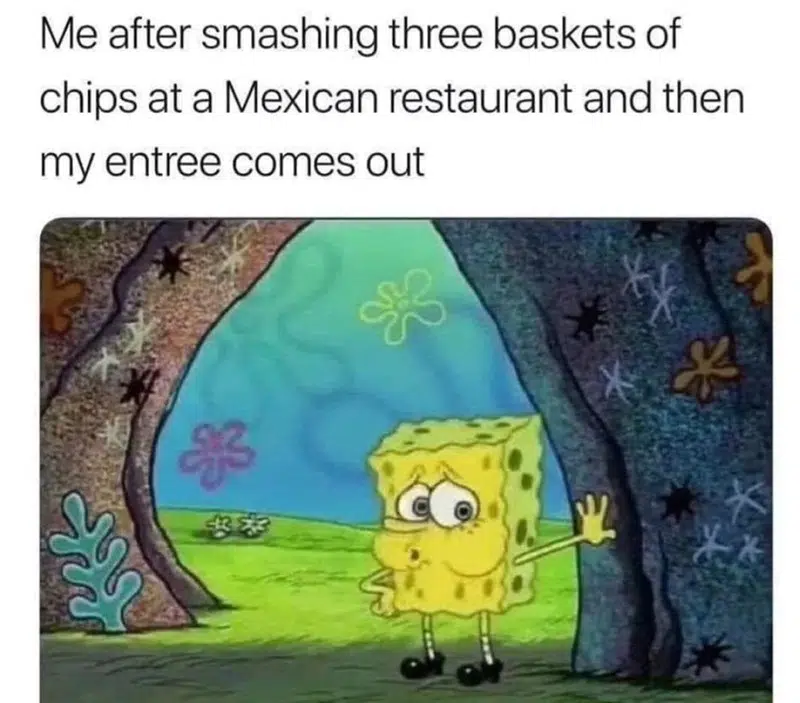 Me after smashing three baskets of
chips at a Mexican restaurant and then
my entree comes out